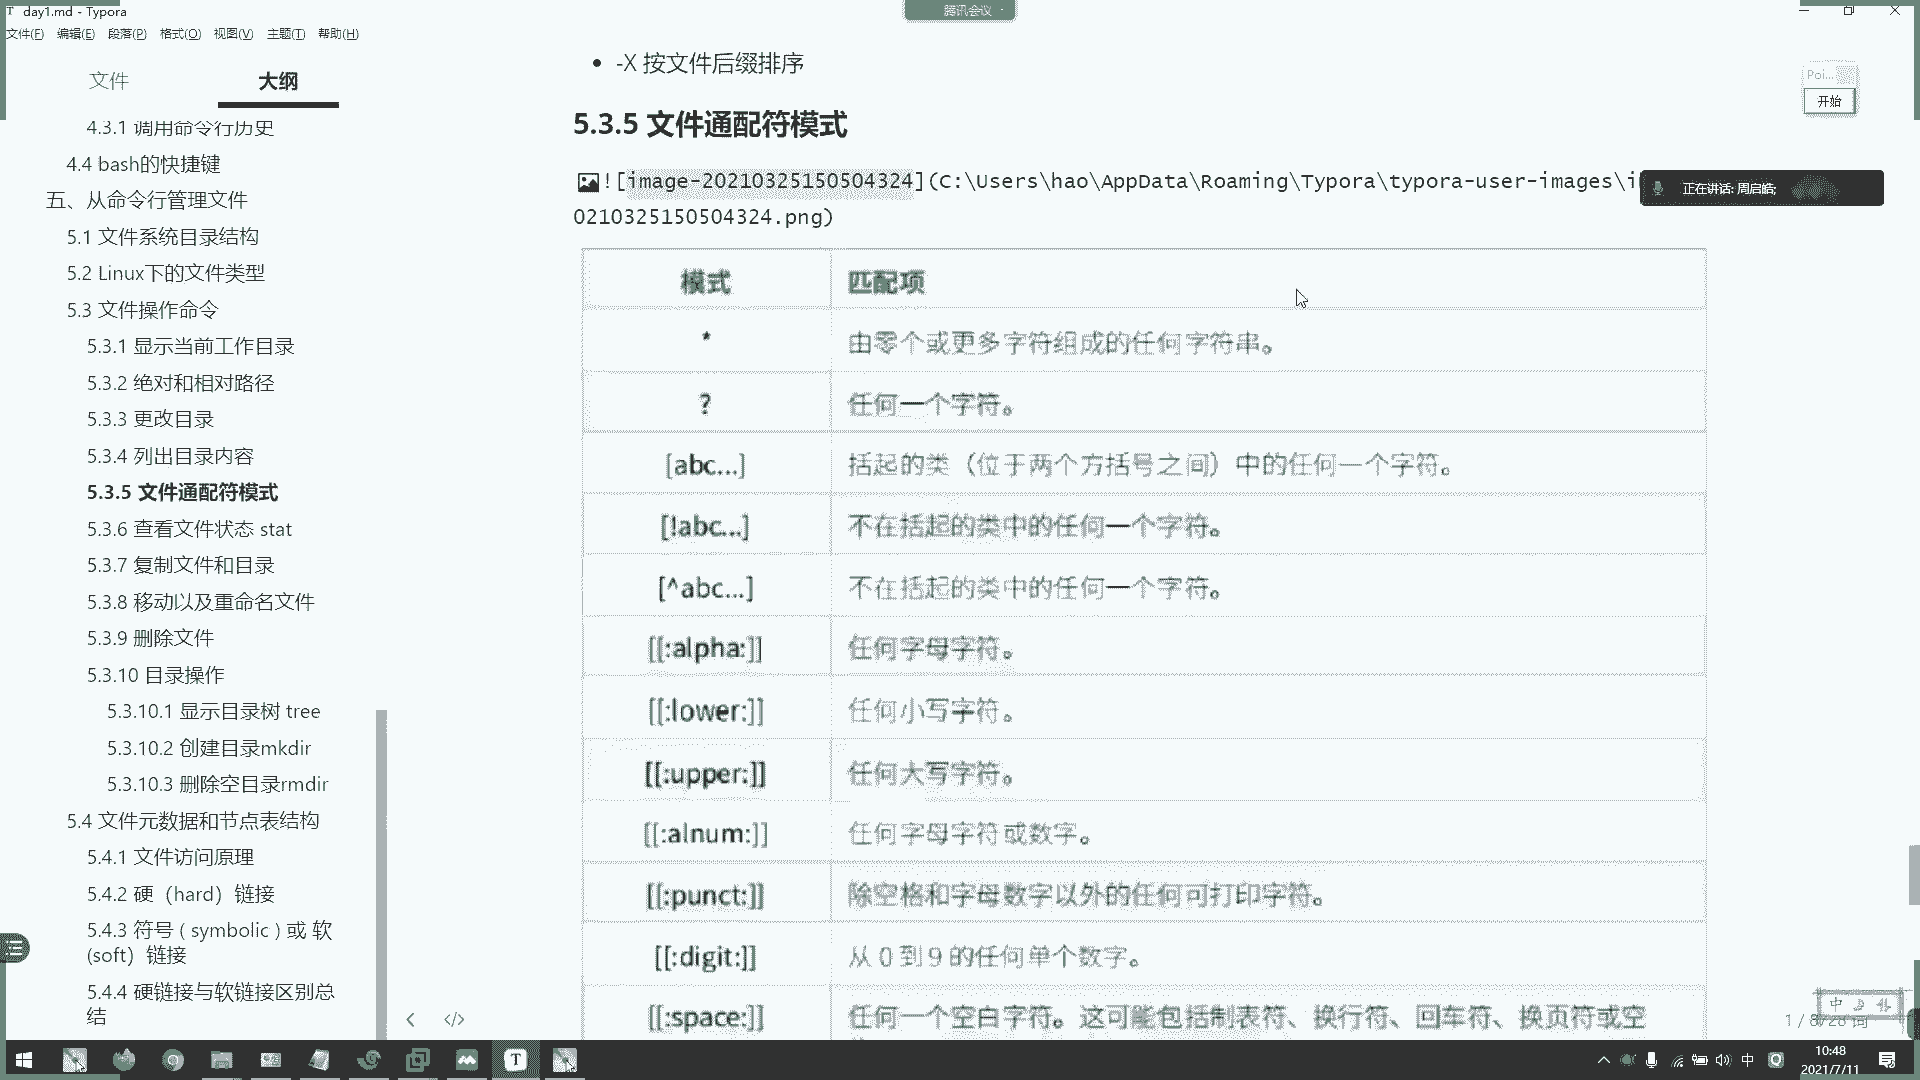 day1.md - Typora
腾讯会议
文件(F) 编辑(E) 段落(P) 格式(O) 视图(V) 主题(T) 帮助(H)
文件 大纲
4.3.1 调用命令行历史
4.4 bash的快捷键
五、从命令行管理文件
5.1 文件系统目录结构
5.2 Linux下的文件类型
5.3 文件操作命令
5.3.1 显示当前工作目录
5.3.2 绝对和相对路径
5.3.3 更改目录
5.3.4 列出目录内容
5.3.5 文件通配符模式
5.3.6 查看文件状态 stat
5.3.7 复制文件和目录
5.3.8 移动以及重命名文件
5.3.9 删除文件
5.3.10 目录操作
5.3.10.1 显示目录树 tree
5.3.10.2 创建目录mkdir
5.3.10.3 删除空目录rmdir
5.4 文件元数据和节点表结构
5.4.1 文件访问原理
5.4.2 硬（hard）链接
5.4.3 符号 ( symbolic ) 或 软
(soft）链接
5.4.4 硬链接与软链接区别总
结
-X 按文件后缀排序
5.3.5 文件通配符模式
![image-20210325150504324](C:\Users\hao\AppData\Roaming\Typora\typora-user-images\i
0210325150504324.png)
模式 匹配项
* 由零个或更多字符组成的任何字符串。
? 任何一个字符。
[abc...] 括起的类（位于两个方括号之间）中的任何一个字符。
[!abc...] 不在括起的类中的任何一个字符。
[^abc...] 不在括起的类中的任何一个字符。
[[:alpha:]] 任何字母字符。
[[:lower:]] 任何小写字符。
[[:upper:]] 任何大写字符。
[[:alnum:]] 任何字母字符或数字。
[[:punct:]] 除空格和字母数字以外的任何可打印字符。
[[:digit:]] 从 0 到 9 的任何单个数字。
[[:space:]] 任何一个空白字符。这可能包括制表符、换行符、回车符、换页符或空
Poi...
开始
正在讲话: 周启皓;
中
1 / 8728 词
中
10:48
2021/7/11